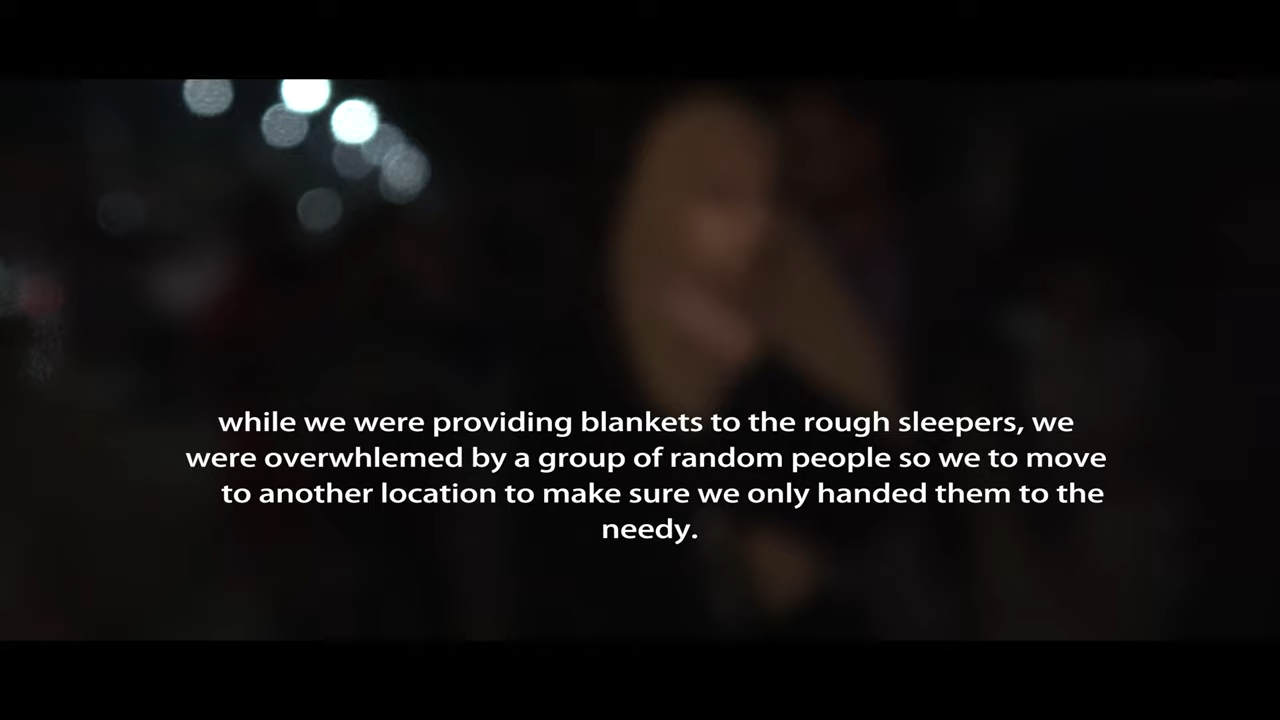 while we were providing blankets to the rough sleepers, we
were overwhlemed by a group of random people so we to move
to another location to make sure we only handed them to the
needy.